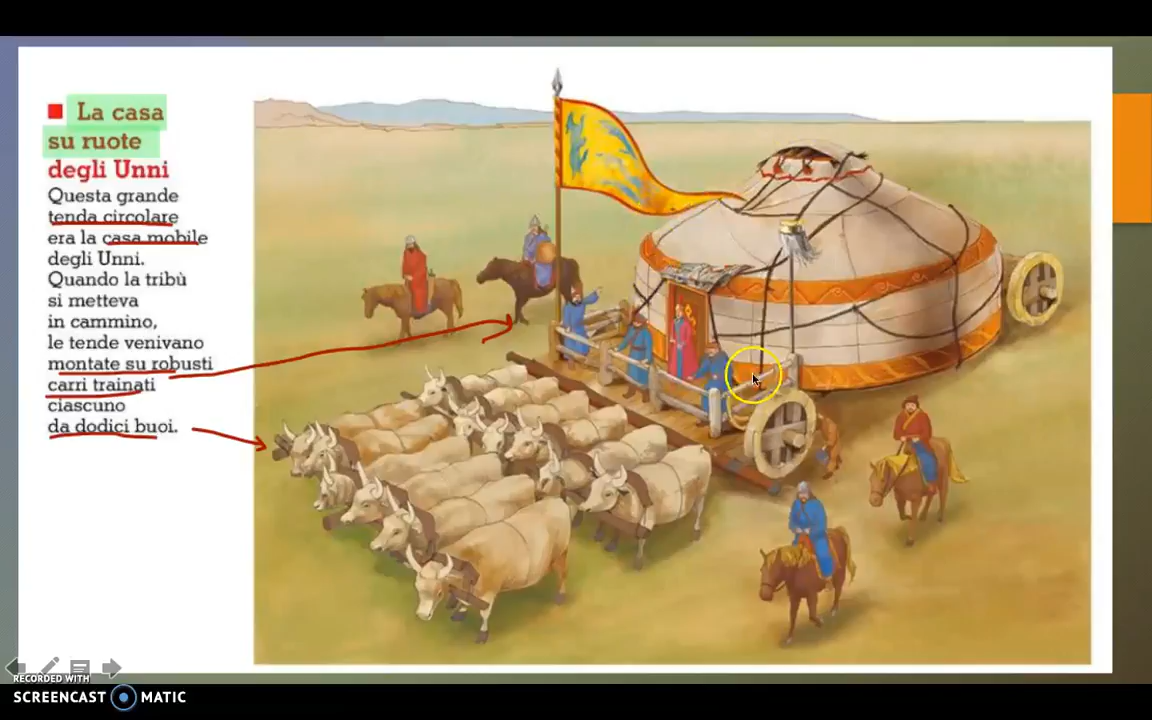 La casa
su ruote
degli Unni
Questa grande
tenda circolare
era la casa mobile
degli Unni.
Quando la tribù
si metteva
in cammino,
le tende venivano
montate su robusti
carri trainati
ciascuno
da dodici buoi.
RECORDED WITH
SCREENCAST MATIC